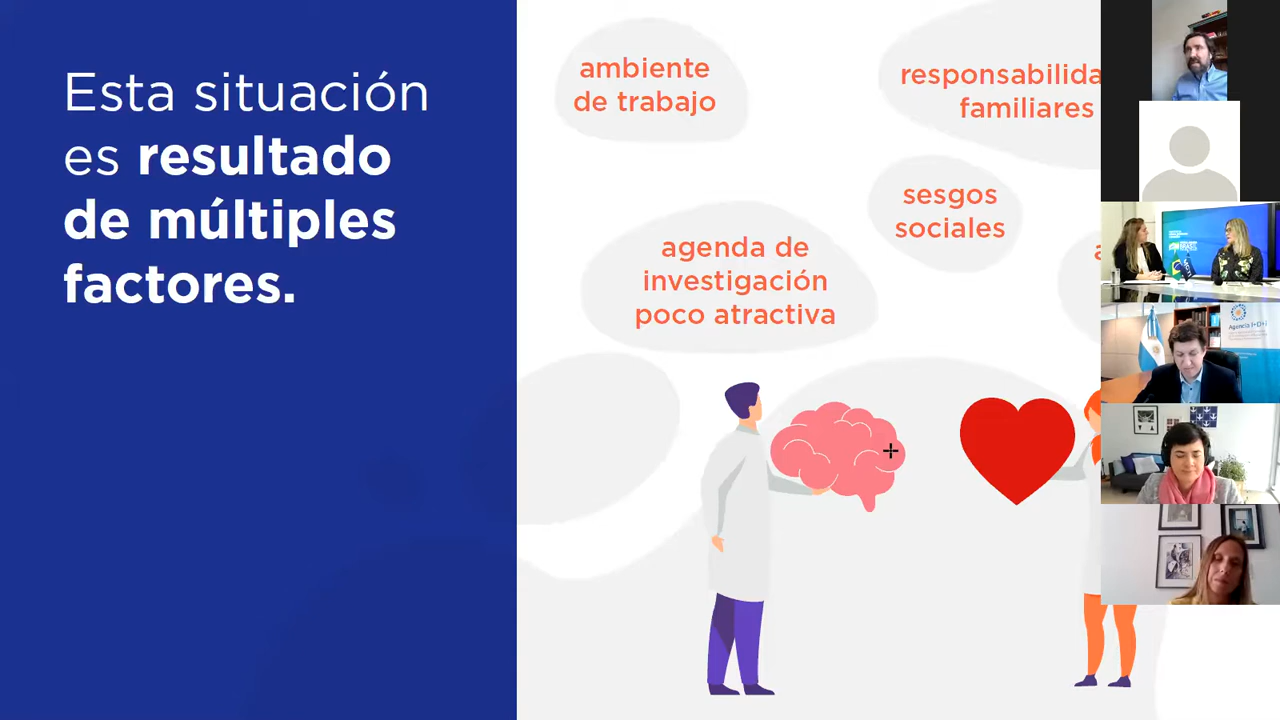 Esta situación
es resultado
de múltiples
factores.
ambiente
de trabajo
responsabilida
familiares
sesgos
sociales
agenda de
investigación
poco atractiva
a
Agencia I+D+i